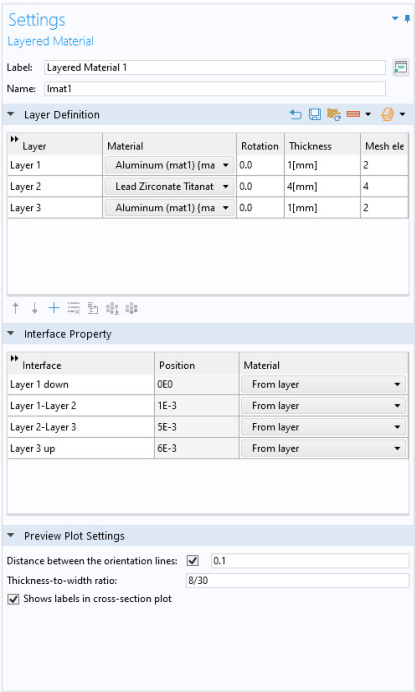 Settings
Layered Material
Label: Layered Material 1
Name: lmat1
Layer Definition
Layer Material Rotation Thickness Mesh ele
Layer 1 Aluminum (mat1) {ma 0.0 1[mm] 2
Layer 2 Lead Zirconate Titanat 0.0 4[mm] 4
Layer 3 Aluminum (mat1) {ma 0.0 1[mm] 2
Interface Property
Interface Position Material
Layer 1 down 0E0 From layer
Layer 1-Layer 2 1E-3 From layer
Layer 2-Layer 3 5E-3 From layer
Layer 3 up 6E-3 From layer
Preview Plot Settings
Distance between the orientation lines: 0.1
Thickness-to-width ratio: 8/30
Shows labels in cross-section plot